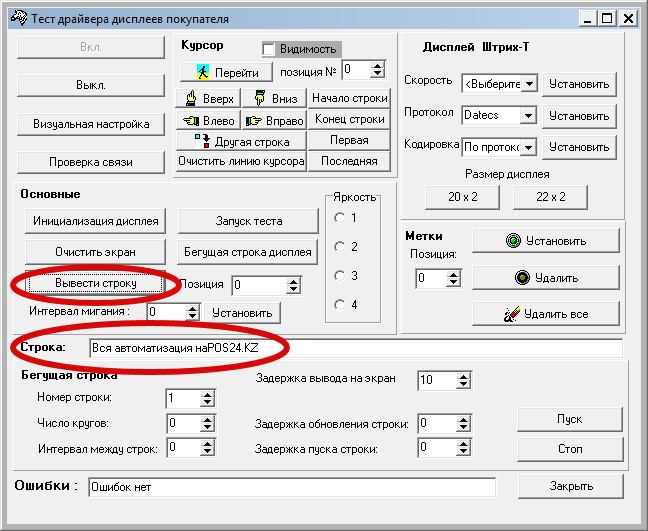 Тест драйвера дисплеев покупателя
Вкл.
Выкл.
Визуальная настройка
Проверка связи
Курсор
Видимость
Перейти
позиция №
0
Вверх
Вниз
Начало строки
Влево
Вправо
Конец строки
Другая строка
Первая
Очистить линию курсора
Последняя
Дисплей Штрих-Т
Скорость
<Выберите
Установить
Протокол
Datecs
Установить
Кодировка
По проток
Установить
Размер дисплея
20 x 2
22 x 2
Основные
Инициализация дисплея
Запуск теста
Очистить экран
Бегущая строка дисплея
Вывести строку
Позиция
0
Интервал мигания :
0
Установить
Яркость
1
2
3
4
Метки
Позиция:
0
Установить
Удалить
Удалить все
Строка:
Вся автоматизация наPOS24.KZ
Бегущая строка
Задержка вывода на экран
10
Номер строки:
1
Число кругов:
0
Задержка обновления строки:
0
Интервал между строк:
0
Задержка пуска строки:
0
Пуск
Стоп
Ошибки :
Ошибок нет
Закрыть